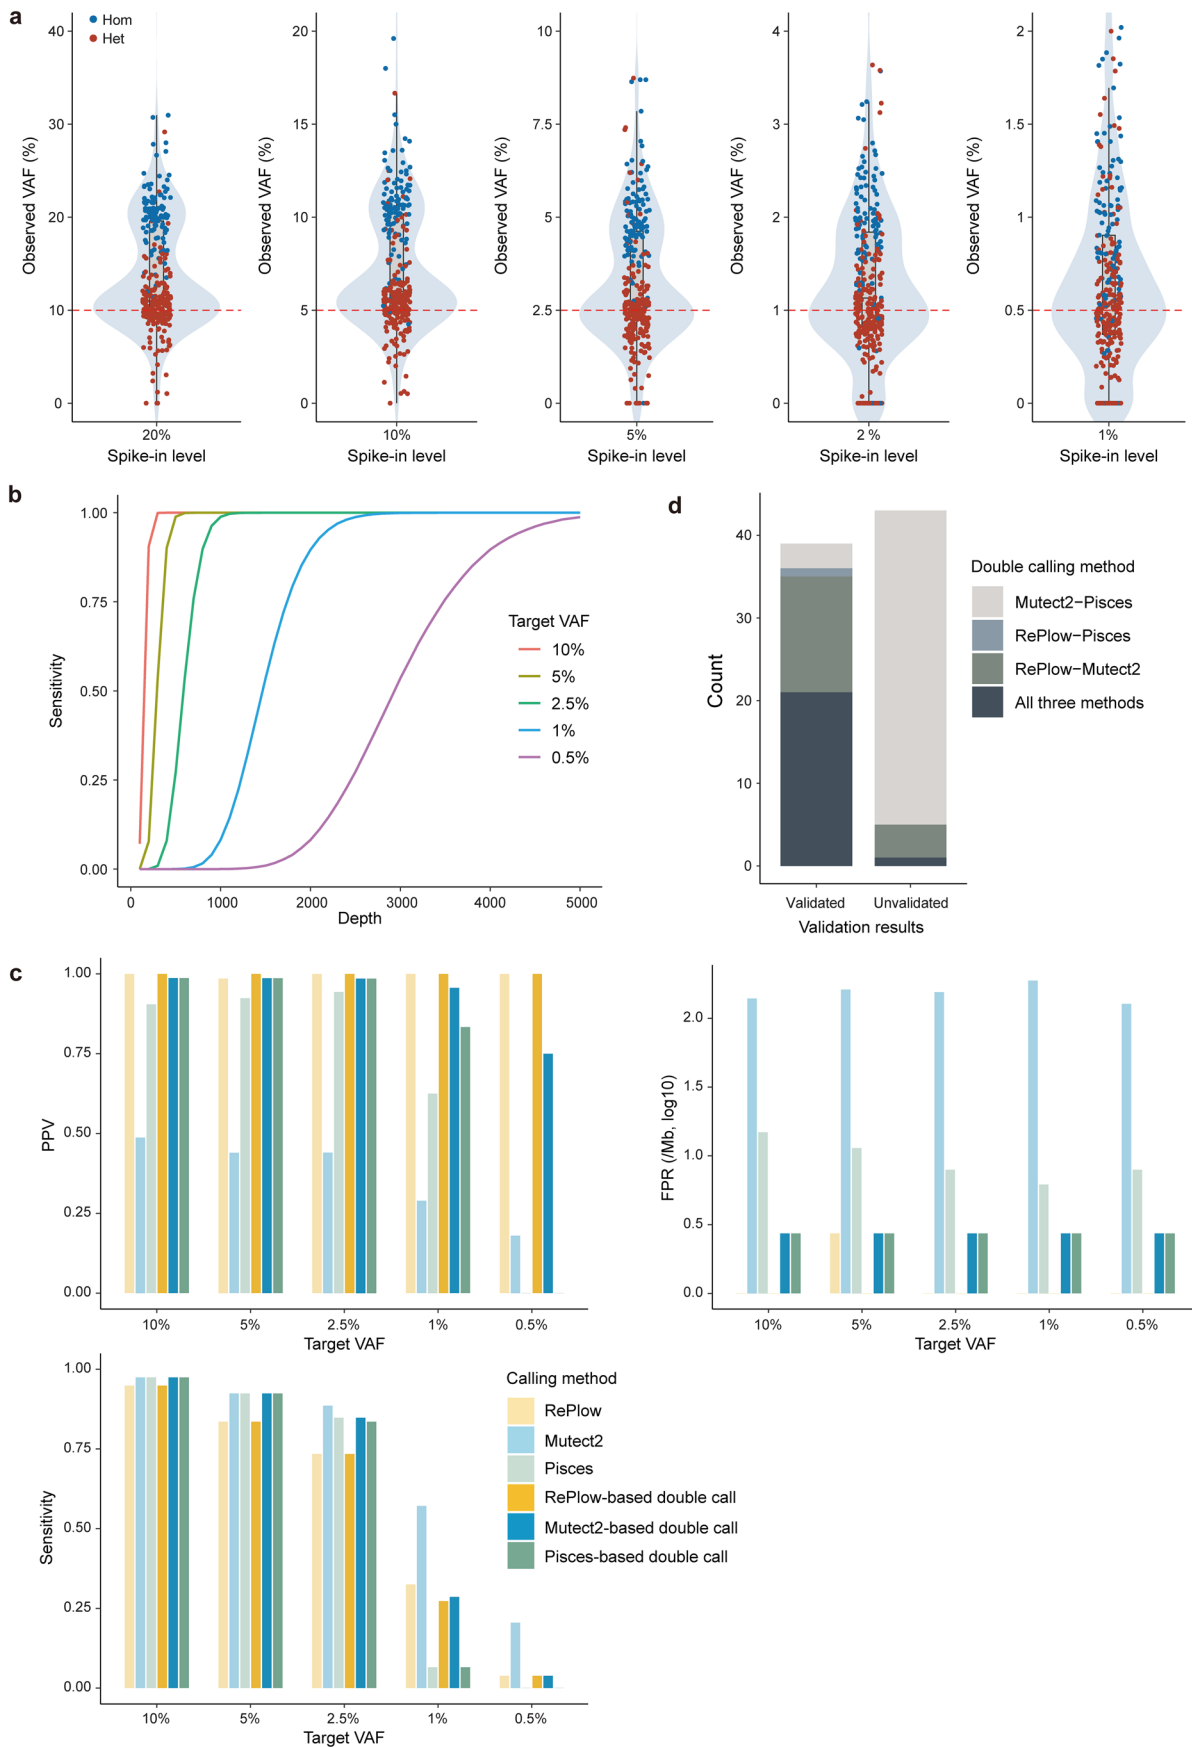 a
Hom
Het
Observed VAF (%)
40
30
20
10
0
20%
Spike-in level
Observed VAF (%)
20
15
10
5
0
10%
Spike-in level
Observed VAF (%)
10
7.5
5
2.5
0
5%
Spike-in level
Observed VAF (%)
4
3
2
1
0
2 %
Spike-in level
Observed VAF (%)
2
1.5
1
0.5
0
1%
Spike-in level
b
Sensitivity
1.00
0.75
0.50
0.25
0.00
0 1000 2000 3000 4000 5000
Depth
Target VAF
10%
5%
2.5%
1%
0.5%
d
Count
40
30
20
10
0
Validated Unvalidated
Validation results
Double calling method
Mutect2−Pisces
RePlow−Pisces
RePlow−Mutect2
All three methods
c
PPV
1.00
0.75
0.50
0.25
0.00
10% 5% 2.5% 1% 0.5%
Target VAF
FPR (/Mb, log10)
2.0
1.5
1.0
0.5
0.0
10% 5% 2.5% 1% 0.5%
Target VAF
Sensitivity
1.00
0.75
0.50
0.25
0.00
10% 5% 2.5% 1% 0.5%
Target VAF
Calling method
RePlow
Mutect2
Pisces
RePlow-based double call
Mutect2-based double call
Pisces-based double call